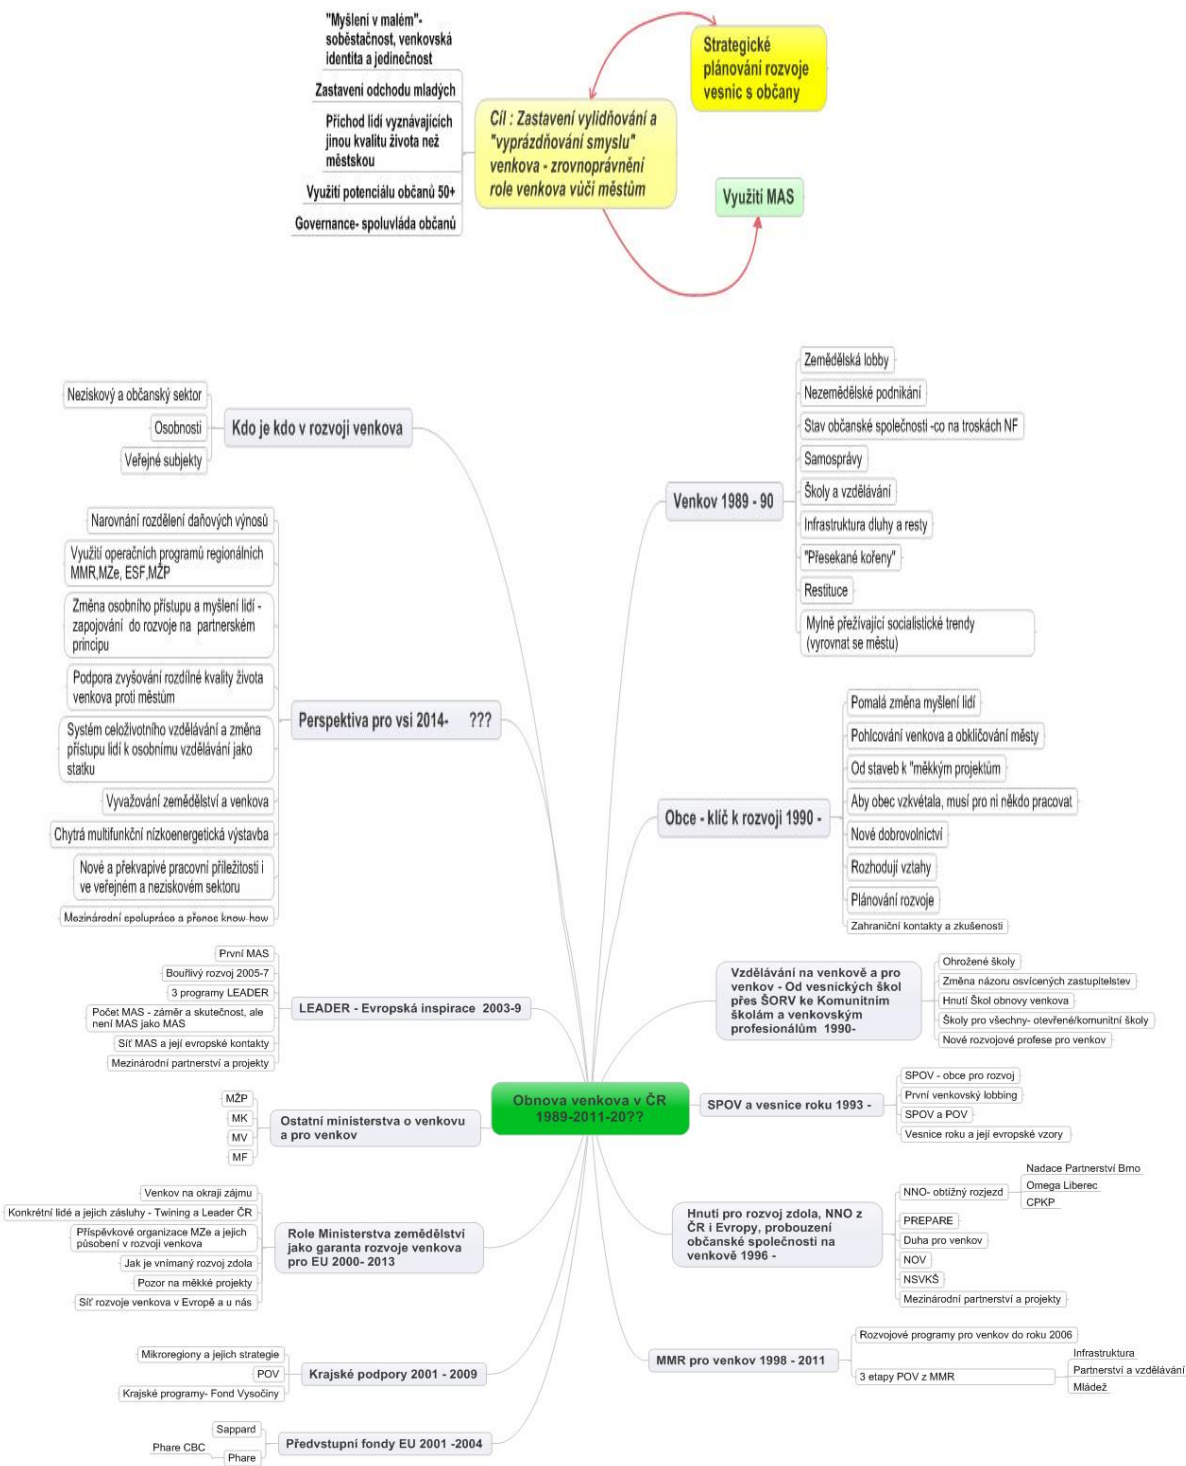 "Myšlení v malém"-
soběstačnost, venkovská
identita a jedinečnost
Zastavení odchodu mladých
Příchod lidí vyznávajících
jinou kvalitu života než
městskou
Využití potenciálu občanů 50+
Governance- spoluvláda občanů
Cíl : Zastavení vylidňování a
"vyprázdňování smyslu"
venkova - zrovnoprávnění
role venkova vůči městům
Strategické
plánování rozvoje
vesnic s občany
Využití MAS
Neziskový a občanský sektor
Osobnosti
Veřejné subjekty
Kdo je kdo v rozvoji venkova
Zemědělská lobby
Nezemědělské podnikání
Stav občanské společnosti -co na troskách NF
Samosprávy
Školy a vzdělávání
Infrastruktura dluhy a resty
"Přesekané kořeny"
Restituce
Mylně přežívající socialistické trendy
(vyrovnat se městu)
Venkov 1989 - 90
Narovnání rozdělení daňových výnosů
Využití operačních programů regionálních
MMR,MZe, ESF,MŽP
Změna osobního přístupu a myšlení lidí -
zapojování do rozvoje na partnerském
principu
Podpora zvyšování rozdílné kvality života
venkova proti městům
Systém celoživotního vzdělávání a změna
přístupu lidí k osobnímu vzdělávání jako
statku
Vyvažování zemědělství a venkova
Chytrá multifunkční nízkoenergetická výstavba
Nové a překvapivé pracovní příležitosti i
ve veřejném a neziskovém sektoru
Mezinárodní spolupráce a přenos know-how
Perspektiva pro vsi 2014- ???
Pomalá změna myšlení lidí
Pohlcování venkova a obkličování městy
Od staveb k "měkkým projektům
Aby obec vzkvétala, musí pro ni někdo pracovat
Nové dobrovolnictví
Rozhodují vztahy
Plánování rozvoje
Zahraniční kontakty a zkušenosti
Obce - klíč k rozvoji 1990 -
První MAS
Bouřlivý rozvoj 2005-7
3 programy LEADER
Počet MAS - záměr a skutečnost, ale
není MAS jako MAS
Síť MAS a její evropské kontakty
Mezinárodní partnerství a projekty
LEADER - Evropská inspirace 2003-9
Vzdělávání na venkově a pro
venkov - Od vesnických škol
přes ŠORV ke Komunitním
školám a venkovským
profesionálům 1990-
Ohrožené školy
Změna názoru osvícených zastupitelstev
Hnutí Škol obnovy venkova
Školy pro všechny- otevřené/komunitní školy
Nové rozvojové profese pro venkov
Obnova venkova v ČR
1989-2011-20??
MŽP
MK
MV
MF
Ostatní ministerstva o venkovu
a pro venkov
SPOV a vesnice roku 1993 -
SPOV - obce pro rozvoj
První venkovský lobbing
SPOV a POV
Vesnice roku a její evropské vzory
Venkov na okraji zájmu
Konkrétní lidé a jejich zásluhy - Twining a Leader ČR
Příspěvkové organizace MZe a jejich
působení v rozvoji venkova
Jak je vnímaný rozvoj zdola
Pozor na měkké projekty
Síť rozvoje venkova v Evropě a u nás
Role Ministerstva zemědělství
jako garanta rozvoje venkova
pro EU 2000- 2013
Hnutí pro rozvoj zdola, NNO z
ČR i Evropy, probouzení
občanské společnosti na
venkově 1996 -
NNO- obtížný rozjezd
Nadace Partnerství Brno
Omega Liberec
CPKP
PREPARE
Duha pro venkov
NOV
NSVKŠ
Mezinárodní partnerství a projekty
Mikroregiony a jejich strategie
POV
Krajské programy- Fond Vysočiny
Krajské podpory 2001 - 2009
MMR pro venkov 1998 - 2011
Rozvojové programy pro venkov do roku 2006
3 etapy POV z MMR
Infrastruktura
Partnerství a vzdělávání
Mládež
Sappard
Phare CBC
Phare
Předvstupní fondy EU 2001 -2004